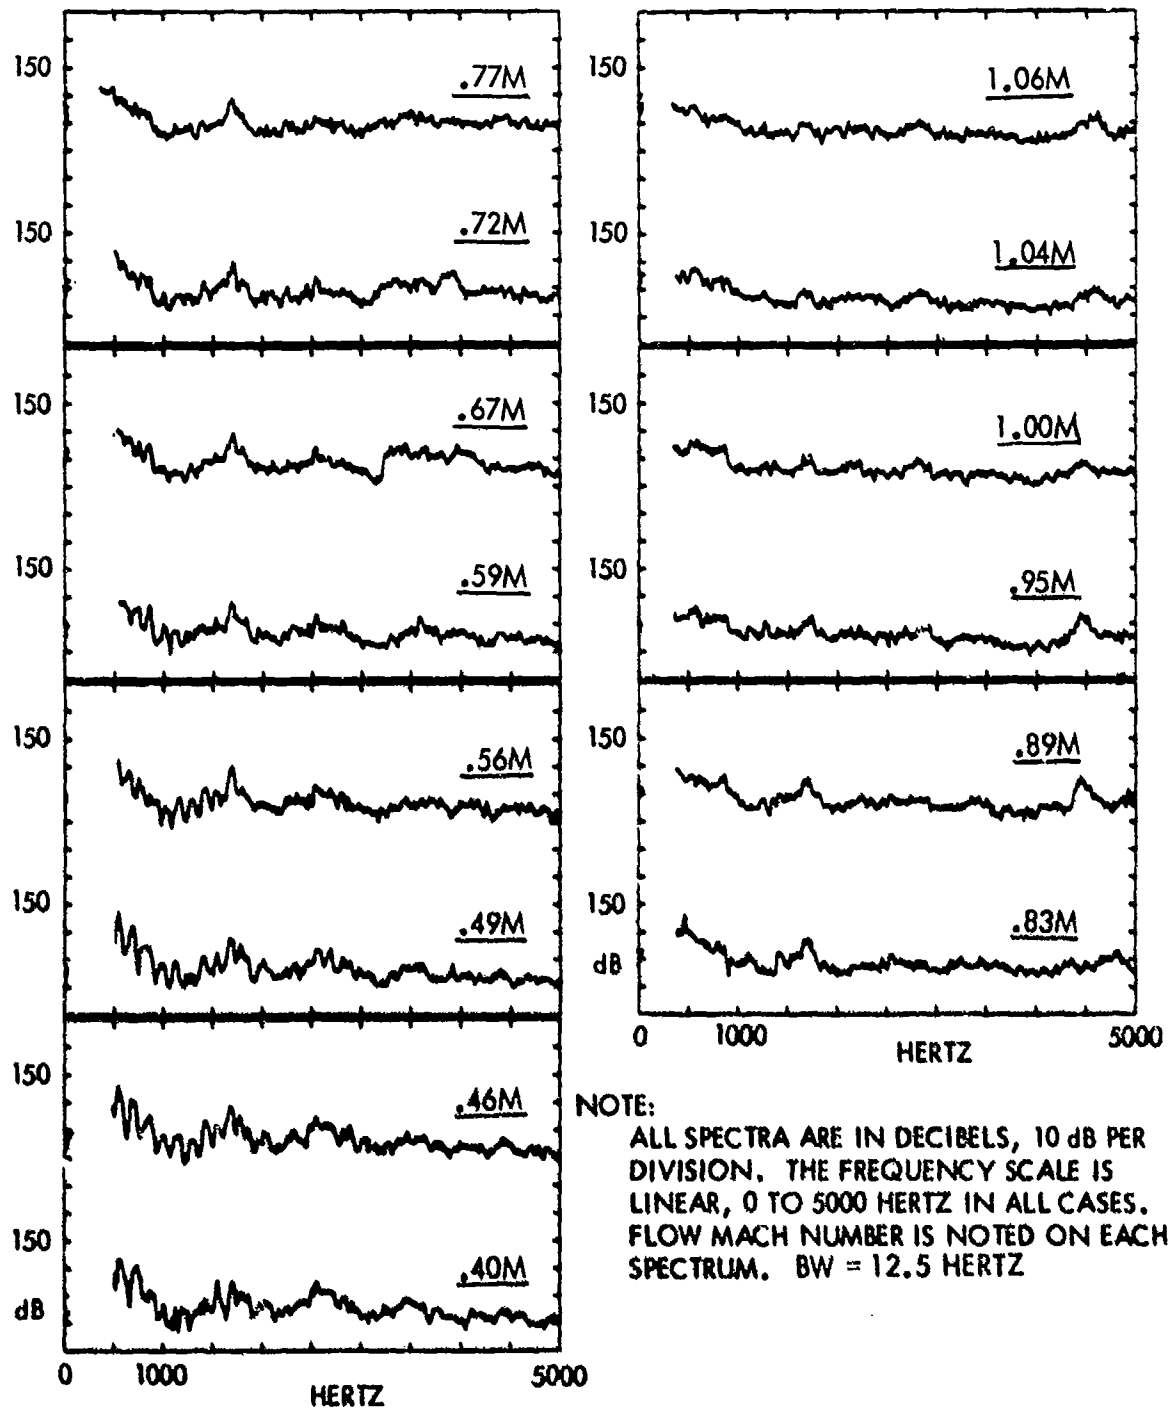 150
.77M
150
.72M
150
.67M
150
.59M
150
.56M
150
.49M
150
.46M
150
.40M
dB
0 1000 5000
HERTZ
150
1.06M
150
1.04M
150
1.00M
150
.95M
150
.89M
150
.83M
dB
0 1000 5000
HERTZ
NOTE:
ALL SPECTRA ARE IN DECIBELS, 10 dB PER
DIVISION. THE FREQUENCY SCALE IS
LINEAR, 0 TO 5000 HERTZ IN ALL CASES.
FLOW MACH NUMBER IS NOTED ON EACH
SPECTRUM. BW = 12.5 HERTZ